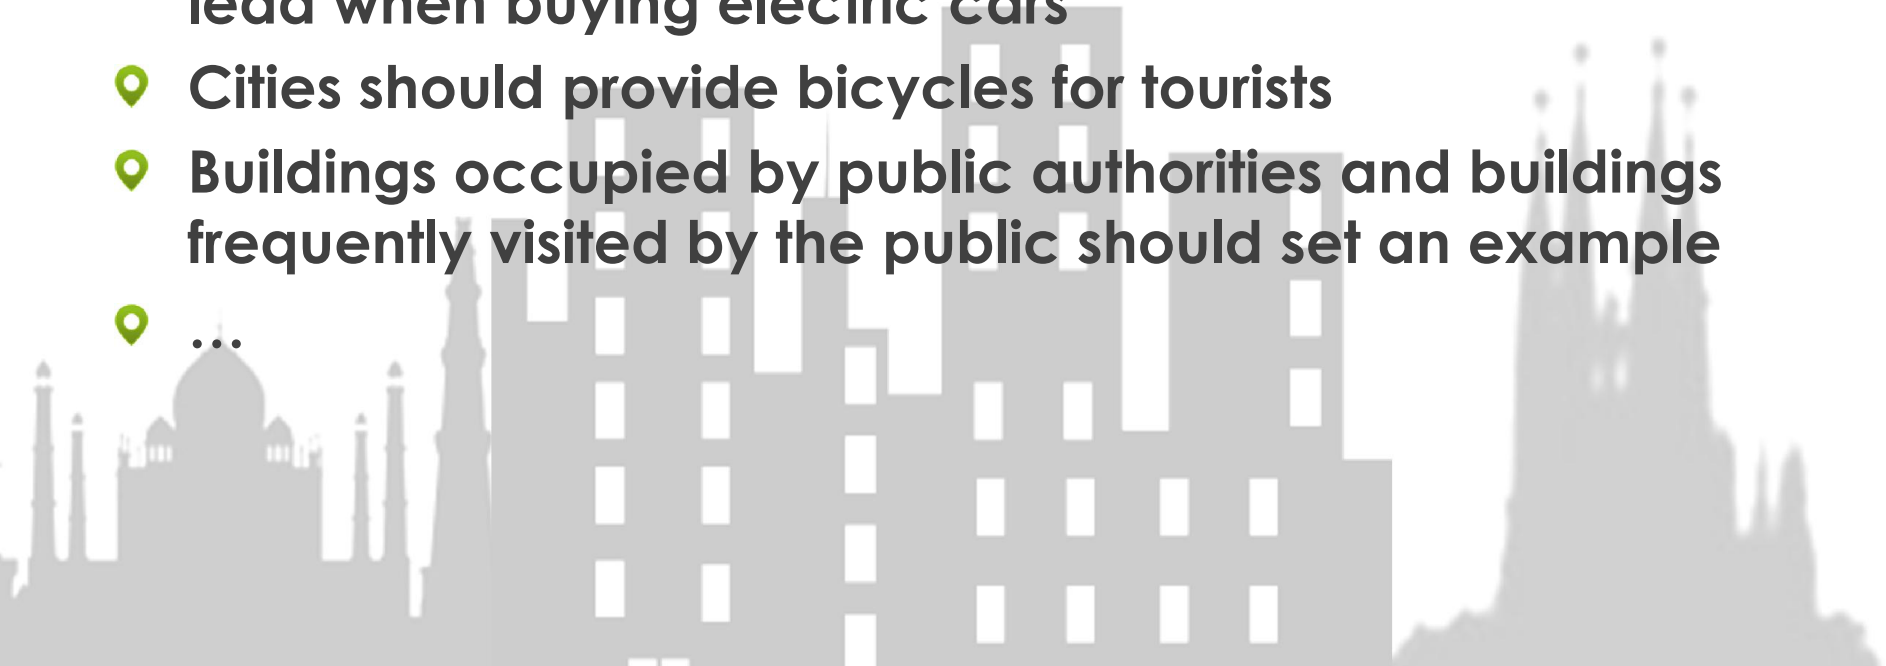 lead when buying electric cars
Cities should provide bicycles for tourists
Buildings occupied by public authorities and buildings
frequently visited by the public should set an example
…